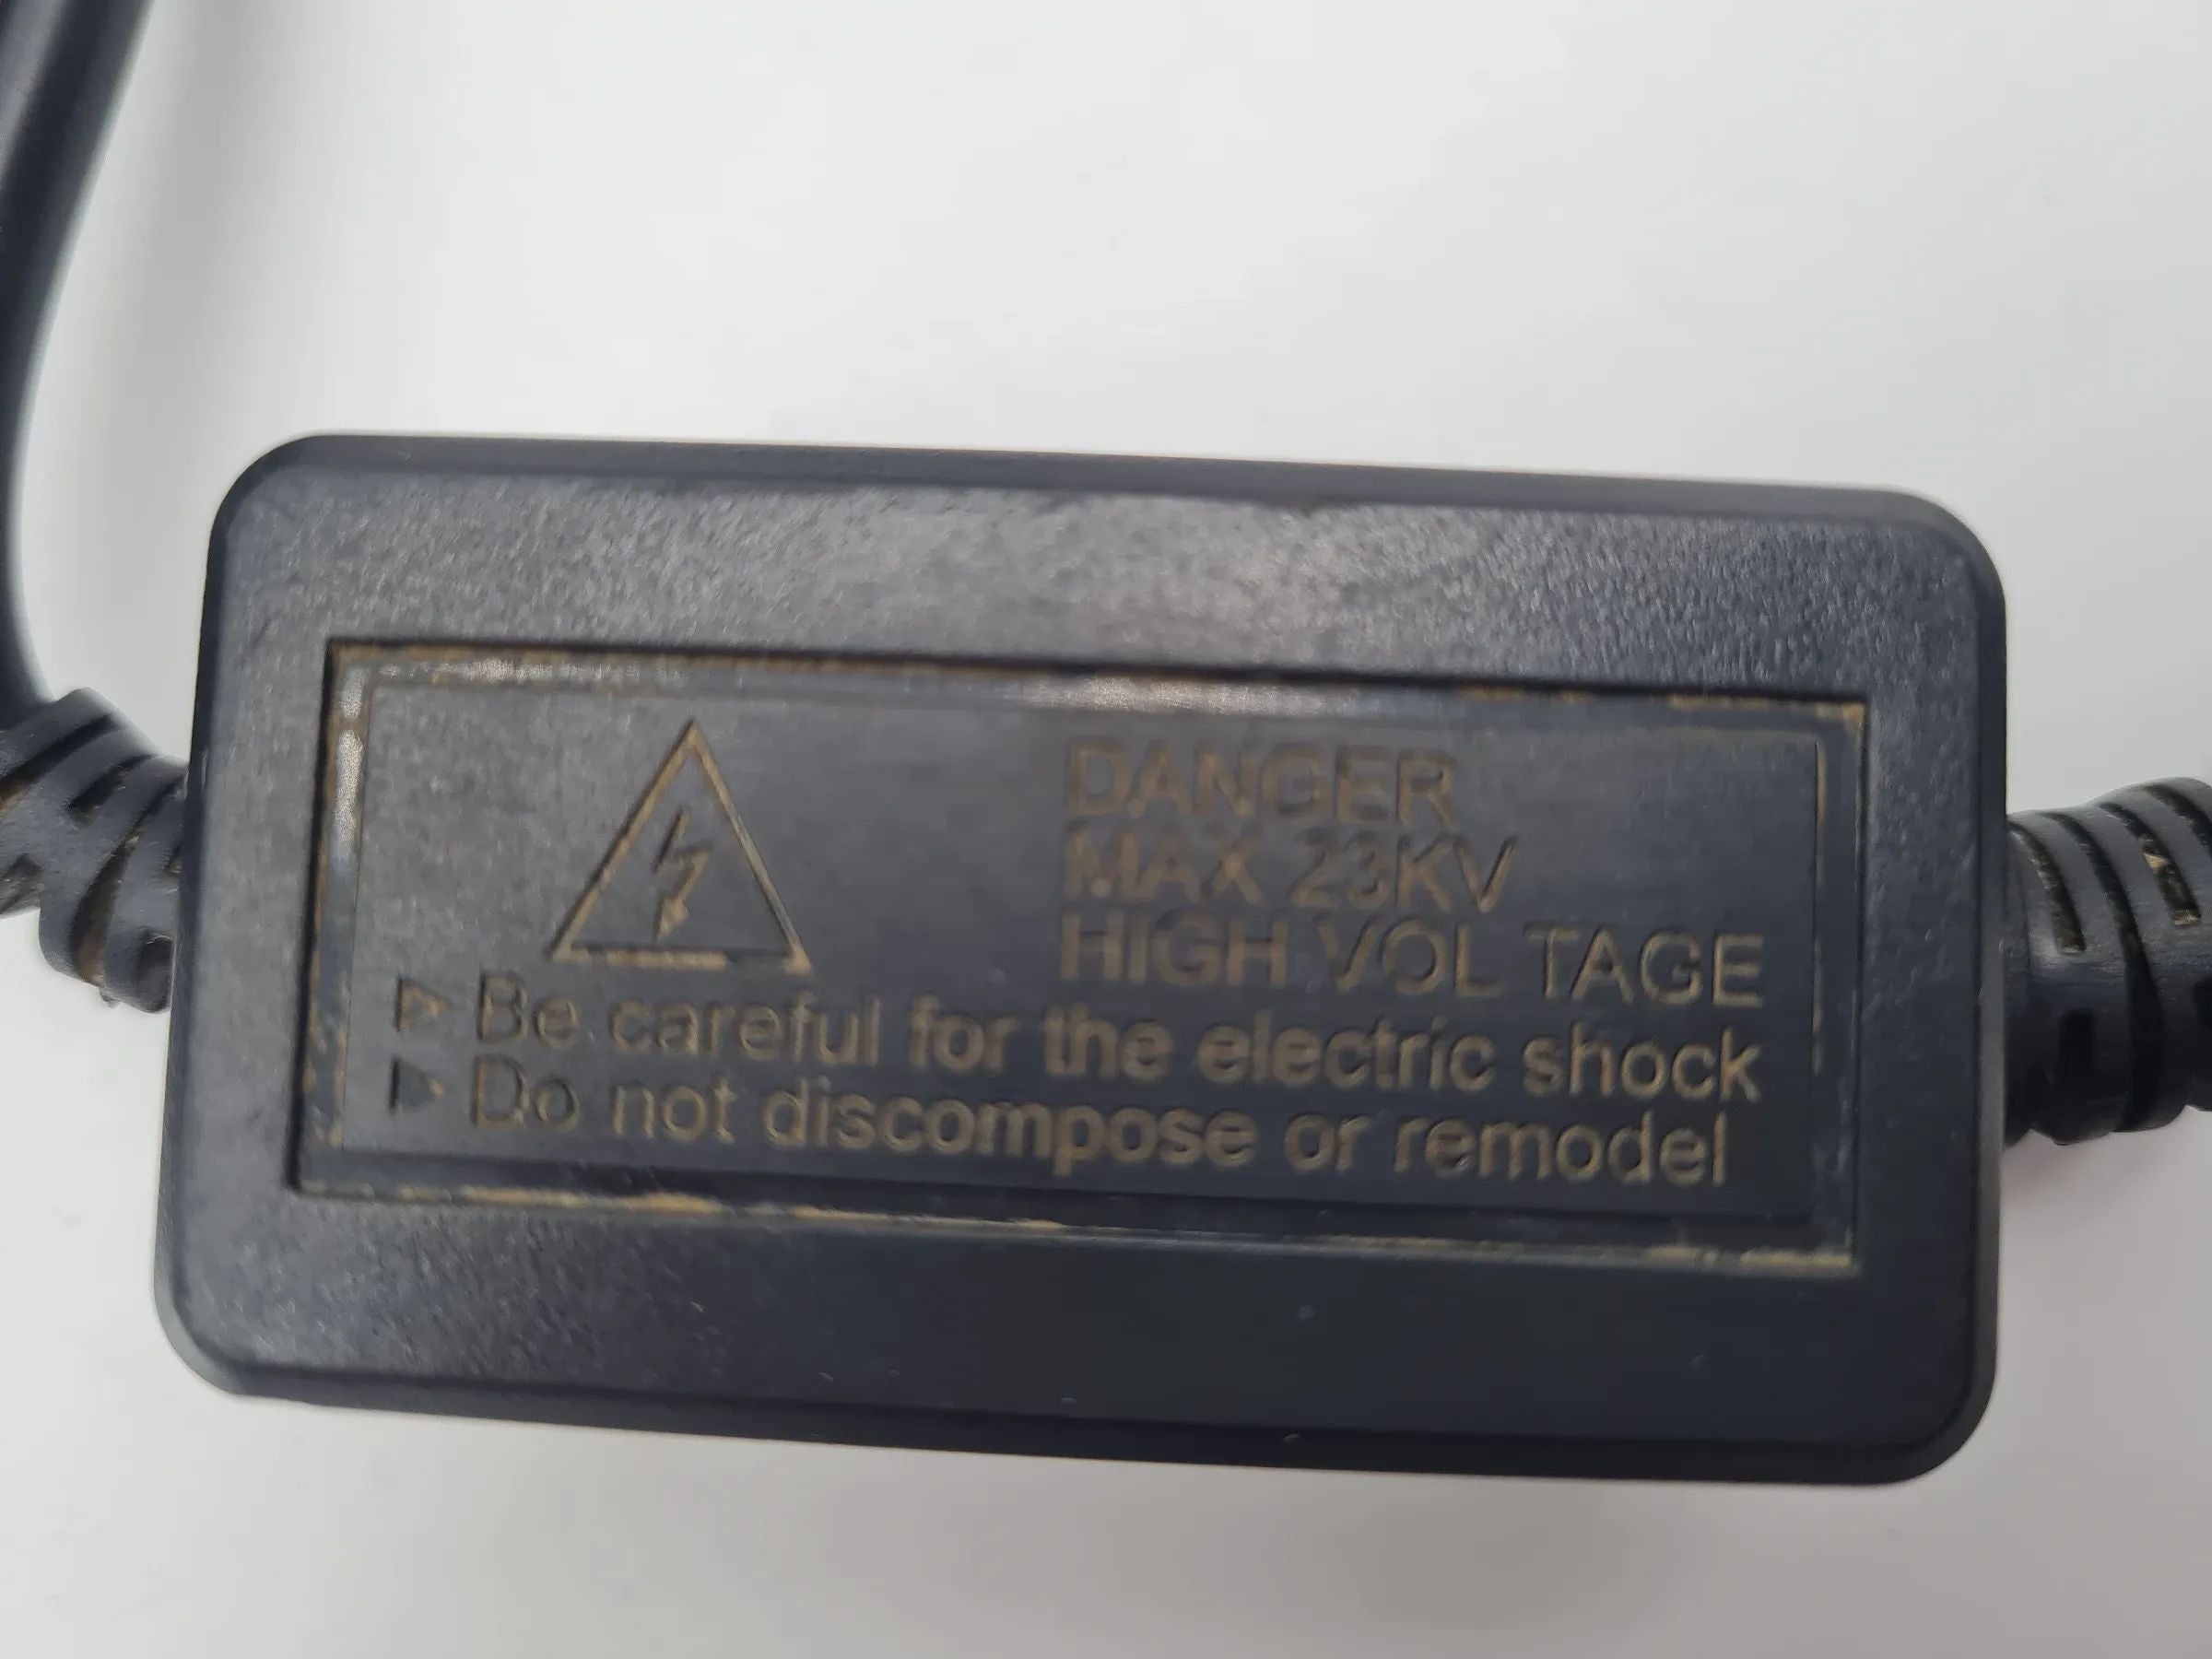 DANGER
MAX 23KV
HIGH VOL TAGE
Be careful for the electric shock
Do not discompose or remodel